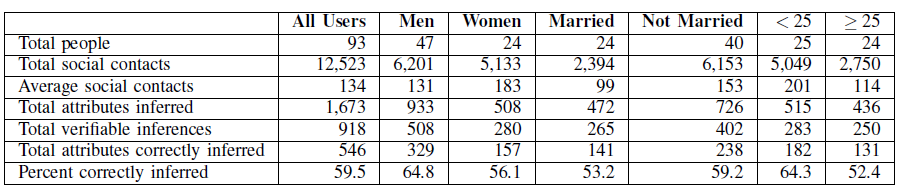 All Users Men Women Married Not Married < 25 ≥ 25
Total people 93 47 24 24 40 25 24
Total social contacts 12,523 6,201 5,133 2,394 6,153 5,049 2,750
Average social contacts 134 131 183 99 153 201 114
Total attributes inferred 1,673 933 508 472 726 515 436
Total verifiable inferences 918 508 280 265 402 283 250
Total attributes correctly inferred 546 329 157 141 238 182 131
Percent correctly inferred 59.5 64.8 56.1 53.2 59.2 64.3 52.4